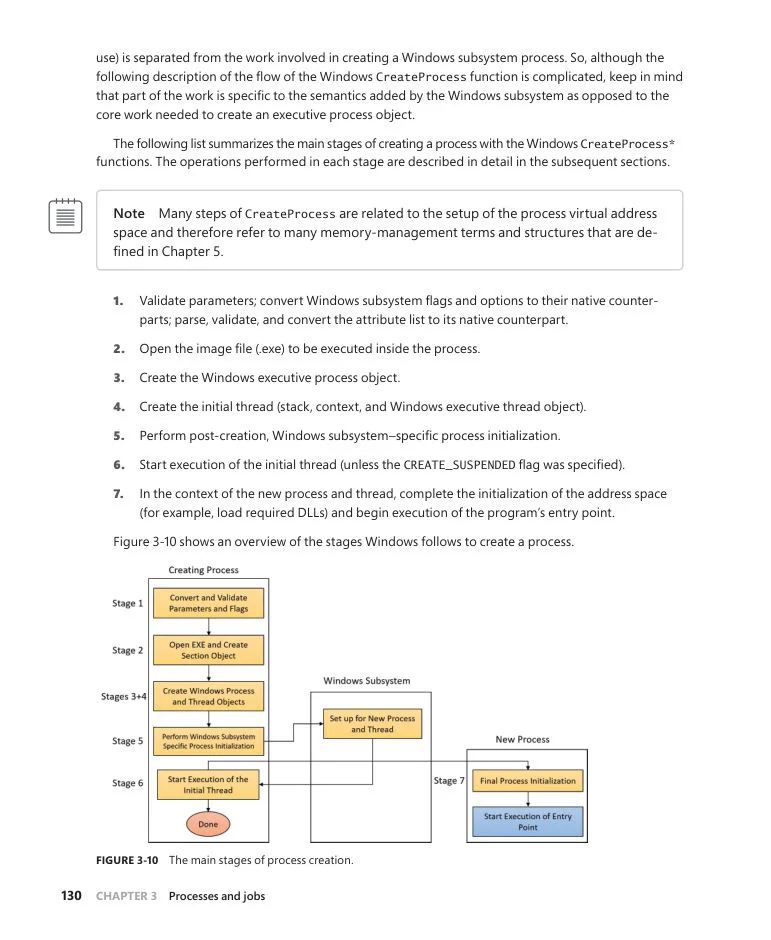 use) is separated from the work involved in creating a Windows subsystem process. So, although the
following description of the flow of the Windows CreateProcess function is complicated, keep in mind
that part of the work is specific to the semantics added by the Windows subsystem as opposed to the
core work needed to create an executive process object.
The following list summarizes the main stages of creating a process with the Windows CreateProcess*
functions. The operations performed in each stage are described in detail in the subsequent sections.
Note Many steps of CreateProcess are related to the setup of the process virtual address
space and therefore refer to many memory-management terms and structures that are de-
fined in Chapter 5.
1. Validate parameters; convert Windows subsystem flags and options to their native counter-
parts; parse, validate, and convert the attribute list to its native counterpart.
2. Open the image file (.exe) to be executed inside the process.
3. Create the Windows executive process object.
4. Create the initial thread (stack, context, and Windows executive thread object).
5. Perform post-creation, Windows subsystem–specific process initialization.
6. Start execution of the initial thread (unless the CREATE_SUSPENDED flag was specified).
7. In the context of the new process and thread, complete the initialization of the address space
(for example, load required DLLs) and begin execution of the program's entry point.
Figure 3-10 shows an overview of the stages Windows follows to create a process.
Creating Process
Stage 1
Convert and Validate
Parameters and Flags
Stage 2
Open EXE and Create
Section Object
Stages 3+4
Create Windows Process
and Thread Objects
Stage 5
Perform Windows Subsystem
Specific Process Initialization
Stage 6
Start Execution of the
Initial Thread
Done
Windows Subsystem
Set up for New Process
and Thread
New Process
Stage 7
Final Process Initialization
Start Execution of Entry
Point
FIGURE 3-10 The main stages of process creation.
130 CHAPTER 3 Processes and jobs